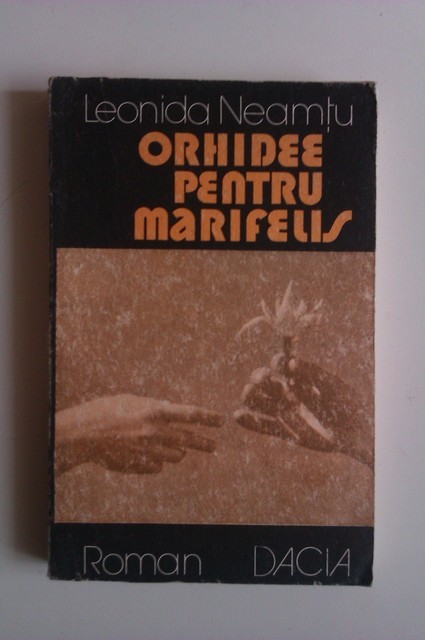 Leonida Neamțu
ORHIDEE
PENTRU
MARIFELIS
Roman DACIA